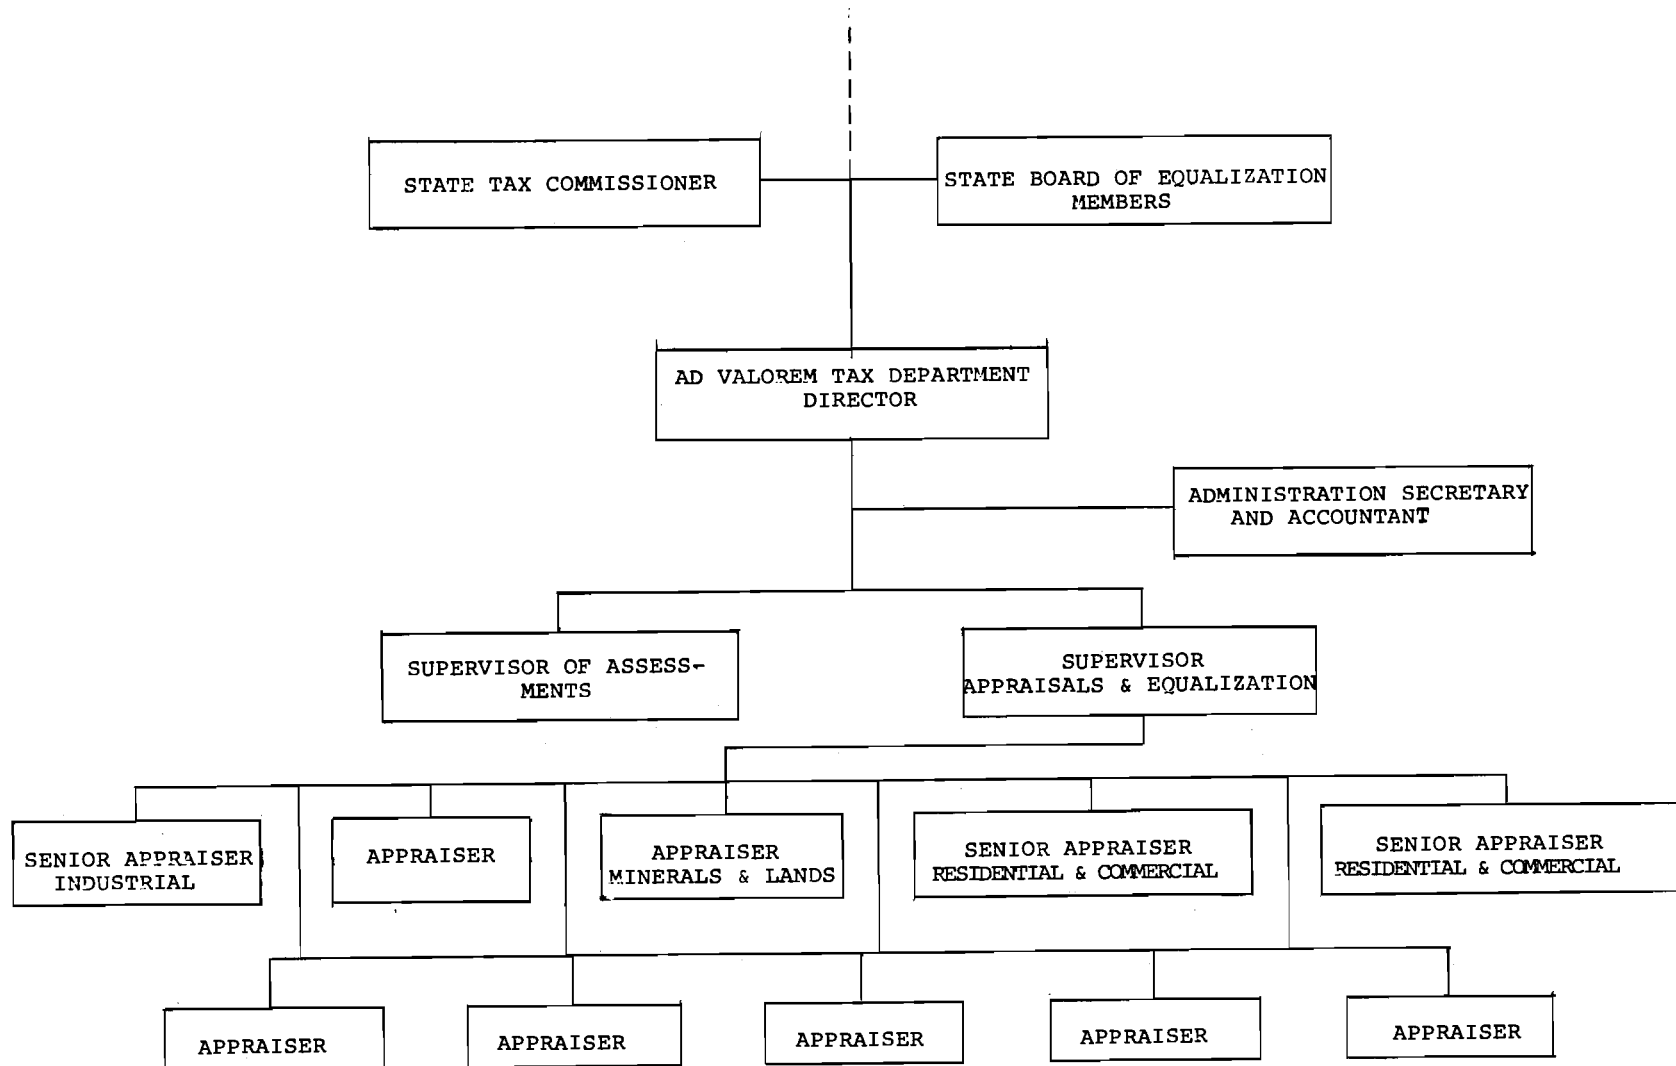 STATE TAX COMMISSIONER
STATE BOARD OF EQUALIZATION
MEMBERS
AD VALOREM TAX DEPARTMENT
DIRECTOR
ADMINISTRATION SECRETARY
AND ACCOUNTANT
SUPERVISOR OF ASSESS-
MENTS
SUPERVISOR
APPRAISALS & EQUALIZATION
SENIOR APPRAISER
INDUSTRIAL
APPRAISER
APPRAISER
MINERALS & LANDS
SENIOR APPRAISER
RESIDENTIAL & COMMERCIAL
SENIOR APPRAISER
RESIDENTIAL & COMMERCIAL
APPRAISER
APPRAISER
APPRAISER
APPRAISER
APPRAISER